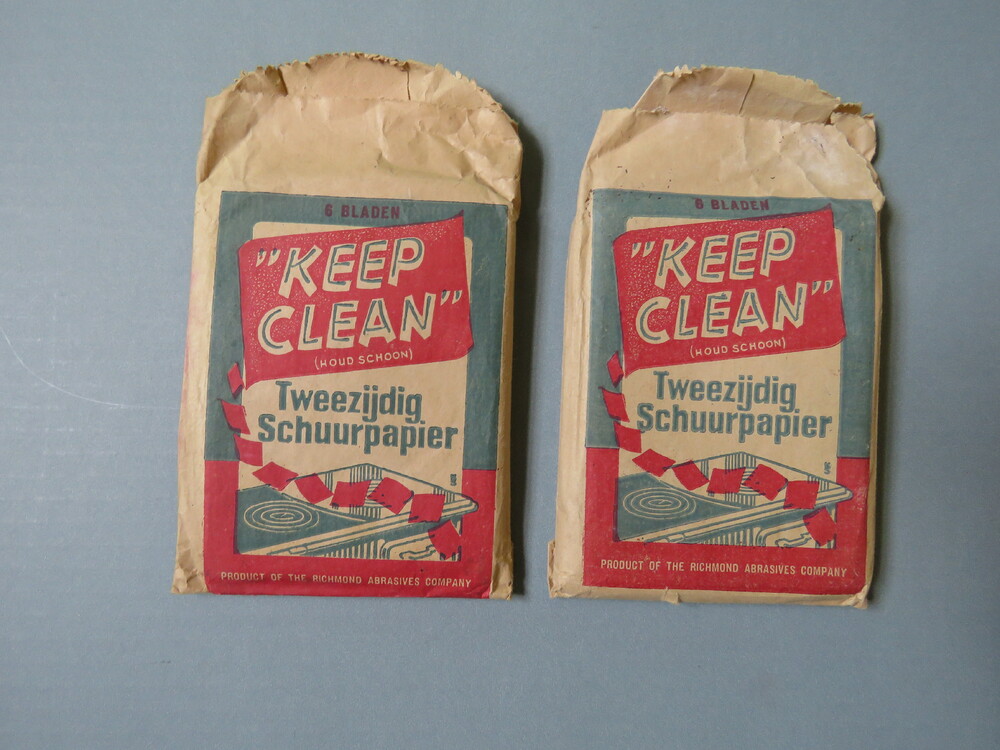 6 BLADEN
"KEEP
CLEAN"
(HOUD SCHOON)
Tweezijdig
Schuurpapier
PRODUCT OF THE RICHMOND ABRASIVES COMPANY
6 BLADEN
"KEEP
CLEAN"
(HOUD SCHOON)
Tweezijdig
Schuurpapier
PRODUCT OF THE RICHMOND ABRASIVES COMPANY